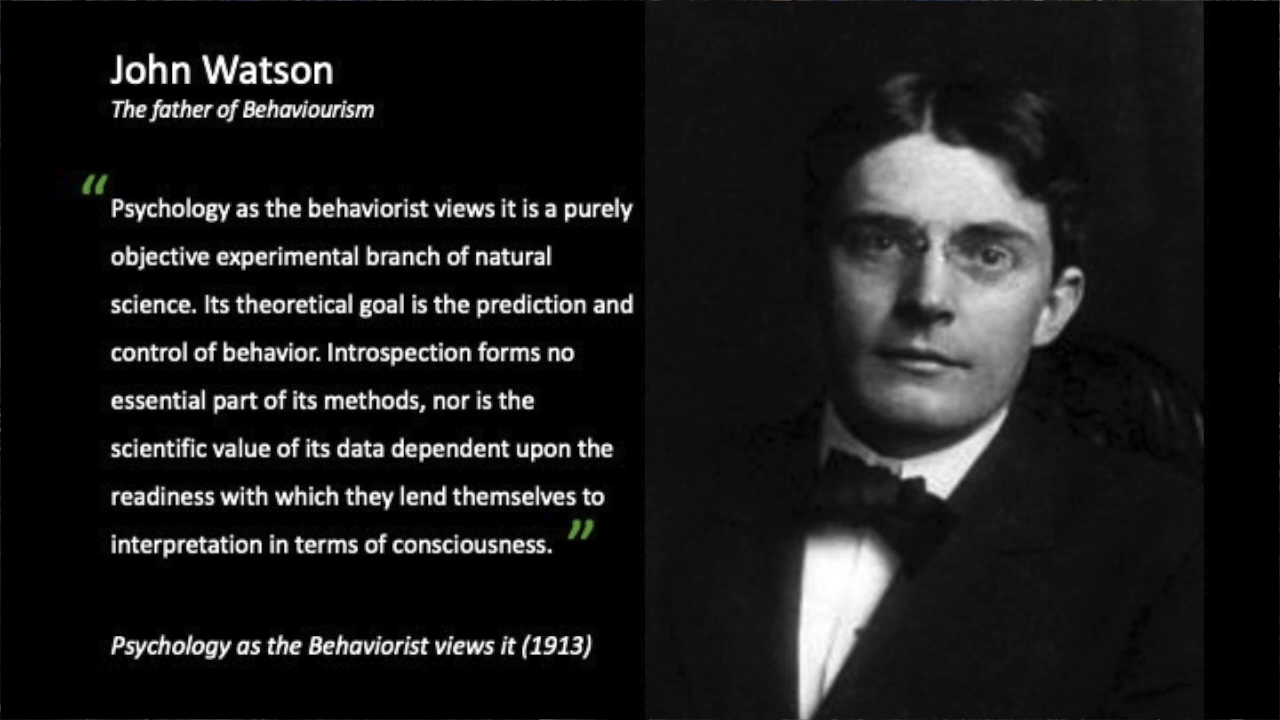 John Watson
The father of Behaviourism
“Psychology as the behaviorist views it is a purely
objective experimental branch of natural
science. Its theoretical goal is the prediction and
control of behavior. Introspection forms no
essential part of its methods, nor is the
scientific value of its data dependent upon the
readiness with which they lend themselves to
interpretation in terms of consciousness.”
Psychology as the Behaviorist views it (1913)